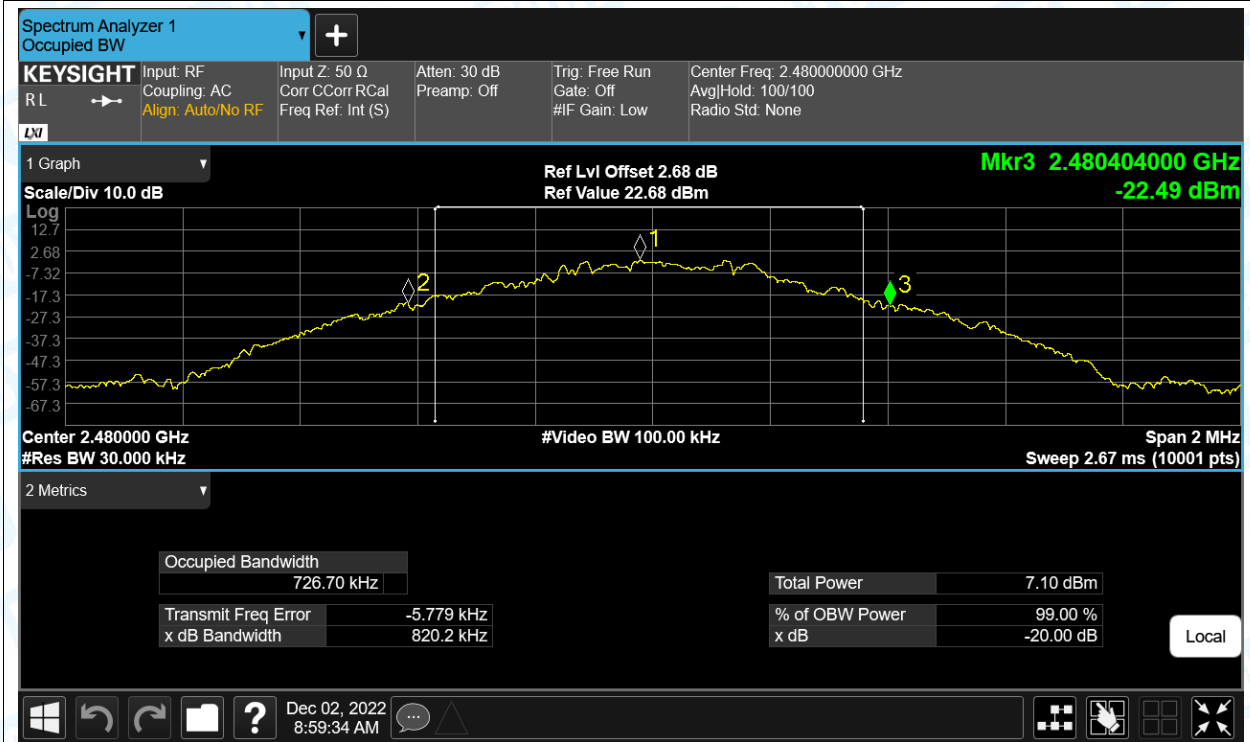 Spectrum Analyzer 1
Occupied BW
KEYSIGHT
R L
LXI
Input: RF
Coupling: AC
Align: Auto/No RF
Input Z: 50 Ω
Corr CCorr RCal
Freq Ref: Int (S)
Atten: 30 dB
Preamp: Off
Trig: Free Run
Gate: Off
#IF Gain: Low
Center Freq: 2.480000000 GHz
Avg|Hold: 100/100
Radio Std: None
1 Graph
Scale/Div 10.0 dB
Ref Lvl Offset 2.68 dB
Ref Value 22.68 dBm
Mkr3 2.480404000 GHz
-22.49 dBm
Log
12.7
2.68
-7.32
-17.3
-27.3
-37.3
-47.3
-57.3
-67.3
1
2
3
Center 2.480000 GHz
#Video BW 100.00 kHz
Span 2 MHz
#Res BW 30.000 kHz
Sweep 2.67 ms (10001 pts)
2 Metrics
Occupied Bandwidth
726.70 kHz
Transmit Freq Error -5.779 kHz
x dB Bandwidth 820.2 kHz
Total Power 7.10 dBm
% of OBW Power 99.00 %
x dB -20.00 dB
Local
?
Dec 02, 2022
8:59:34 AM